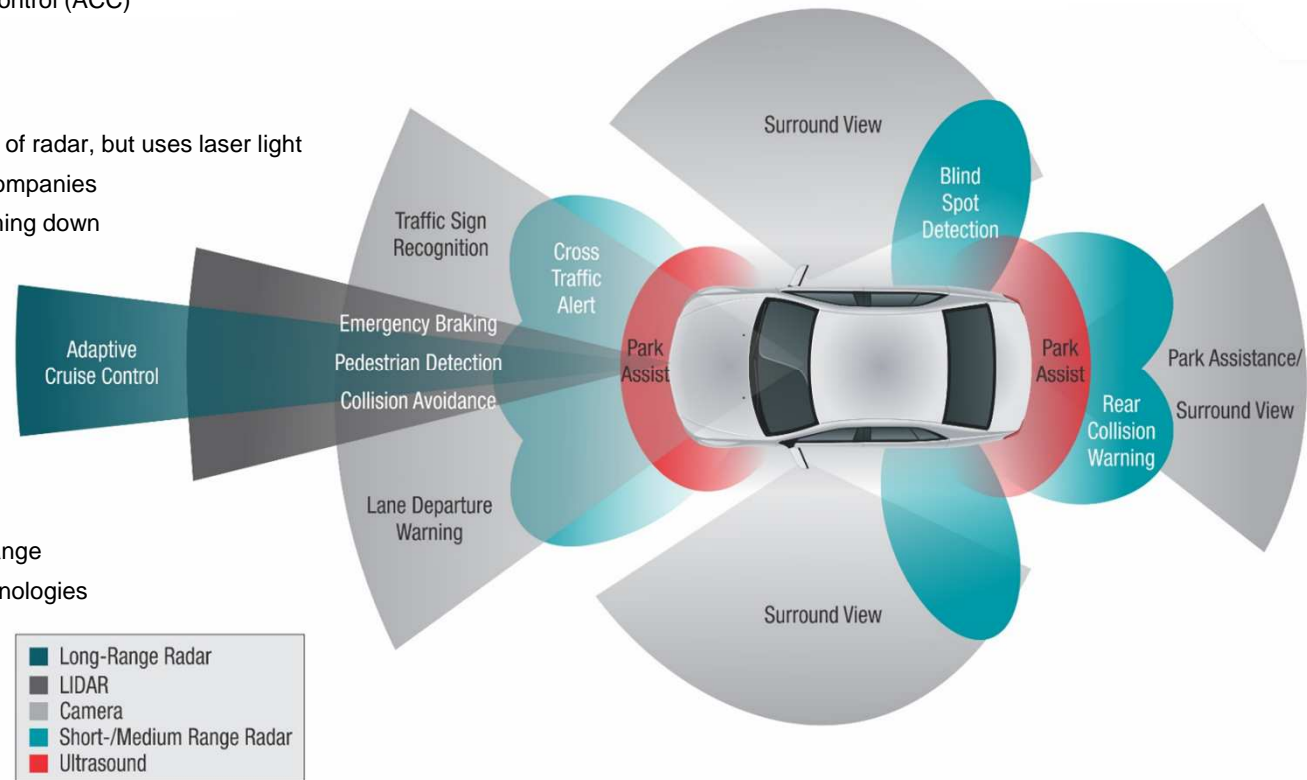 ontrol (ACC)
of radar, but uses laser light
ompanies
ning down
ange
nologies
Surround View
Blind
Spot
Detection
Traffic Sign
Recognition
Cross
Traffic
Alert
Emergency Braking
Pedestrian Detection
Collision Avoidance
Adaptive
Cruise Control
Park
Assist
Park
Assist
Park Assistance/
Surround View
Rear
Collision
Warning
Lane Departure
Warning
Surround View
Long-Range Radar
LIDAR
Camera
Short-/Medium Range Radar
Ultrasound